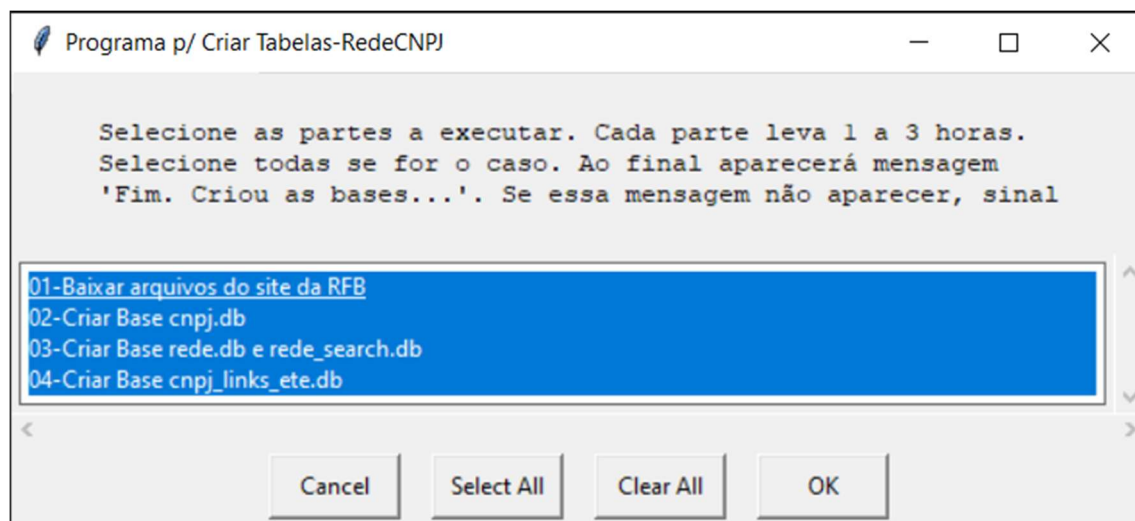 Programa p/ Criar Tabelas-RedeCNPJ
Selecione as partes a executar. Cada parte leva 1 a 3 horas.
Selecione todas se for o caso. Ao final aparecerá mensagem
'Fim. Criou as bases...'. Se essa mensagem não aparecer, sinal
01-Baixar arquivos do site da RFB
02-Criar Base cnpj.db
03-Criar Base rede.db e rede_search.db
04-Criar Base cnpj_links_ete.db
Cancel Select All Clear All OK